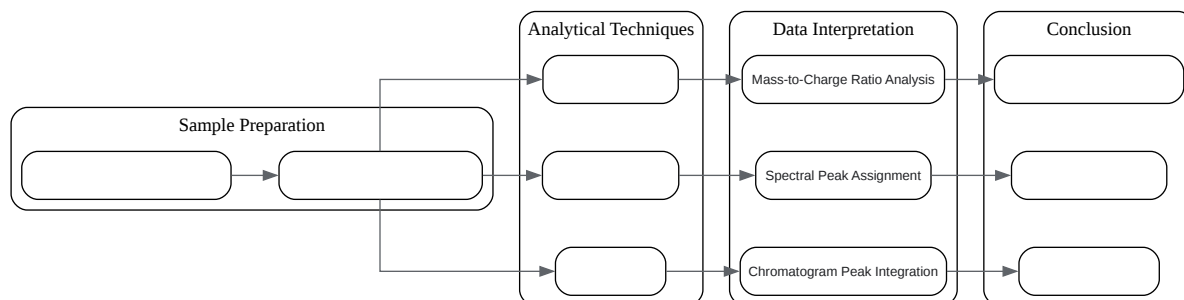 Analytical Techniques
Data Interpretation
Conclusion
Mass-to-Charge Ratio Analysis
Sample Preparation
Spectral Peak Assignment
Chromatogram Peak Integration